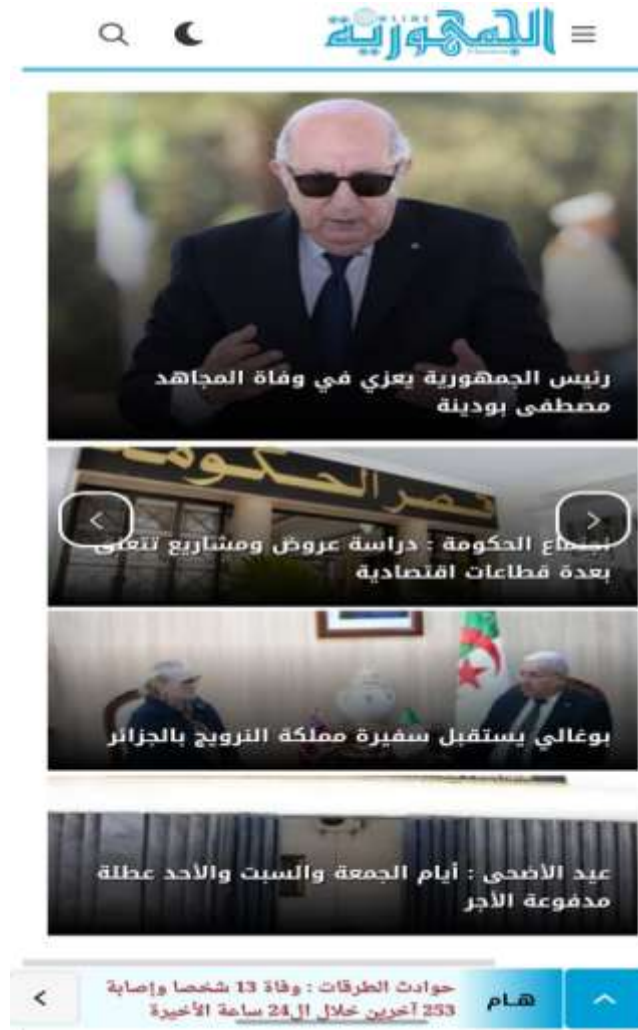 الجمهورية
رئيس الجمهورية يعزي في وفاة المجاهد
مصطفى بودينة
قصر الحكومة
اجتماع الحكومة : دراسة عروض ومشاريع تتعلق
بعدة قطاعات اقتصادية
بوغالي يستقبل سفيرة مملكة النرويج بالجزائر
عيد الأضحى : أيام الجمعة والسبت والأحد عطلة
مدفوعة الأجر
هـام
حوادث الطرقات : وفاة 13 شخصا وإصابة
253 آخرين خلال ال24 ساعة الأخيرة